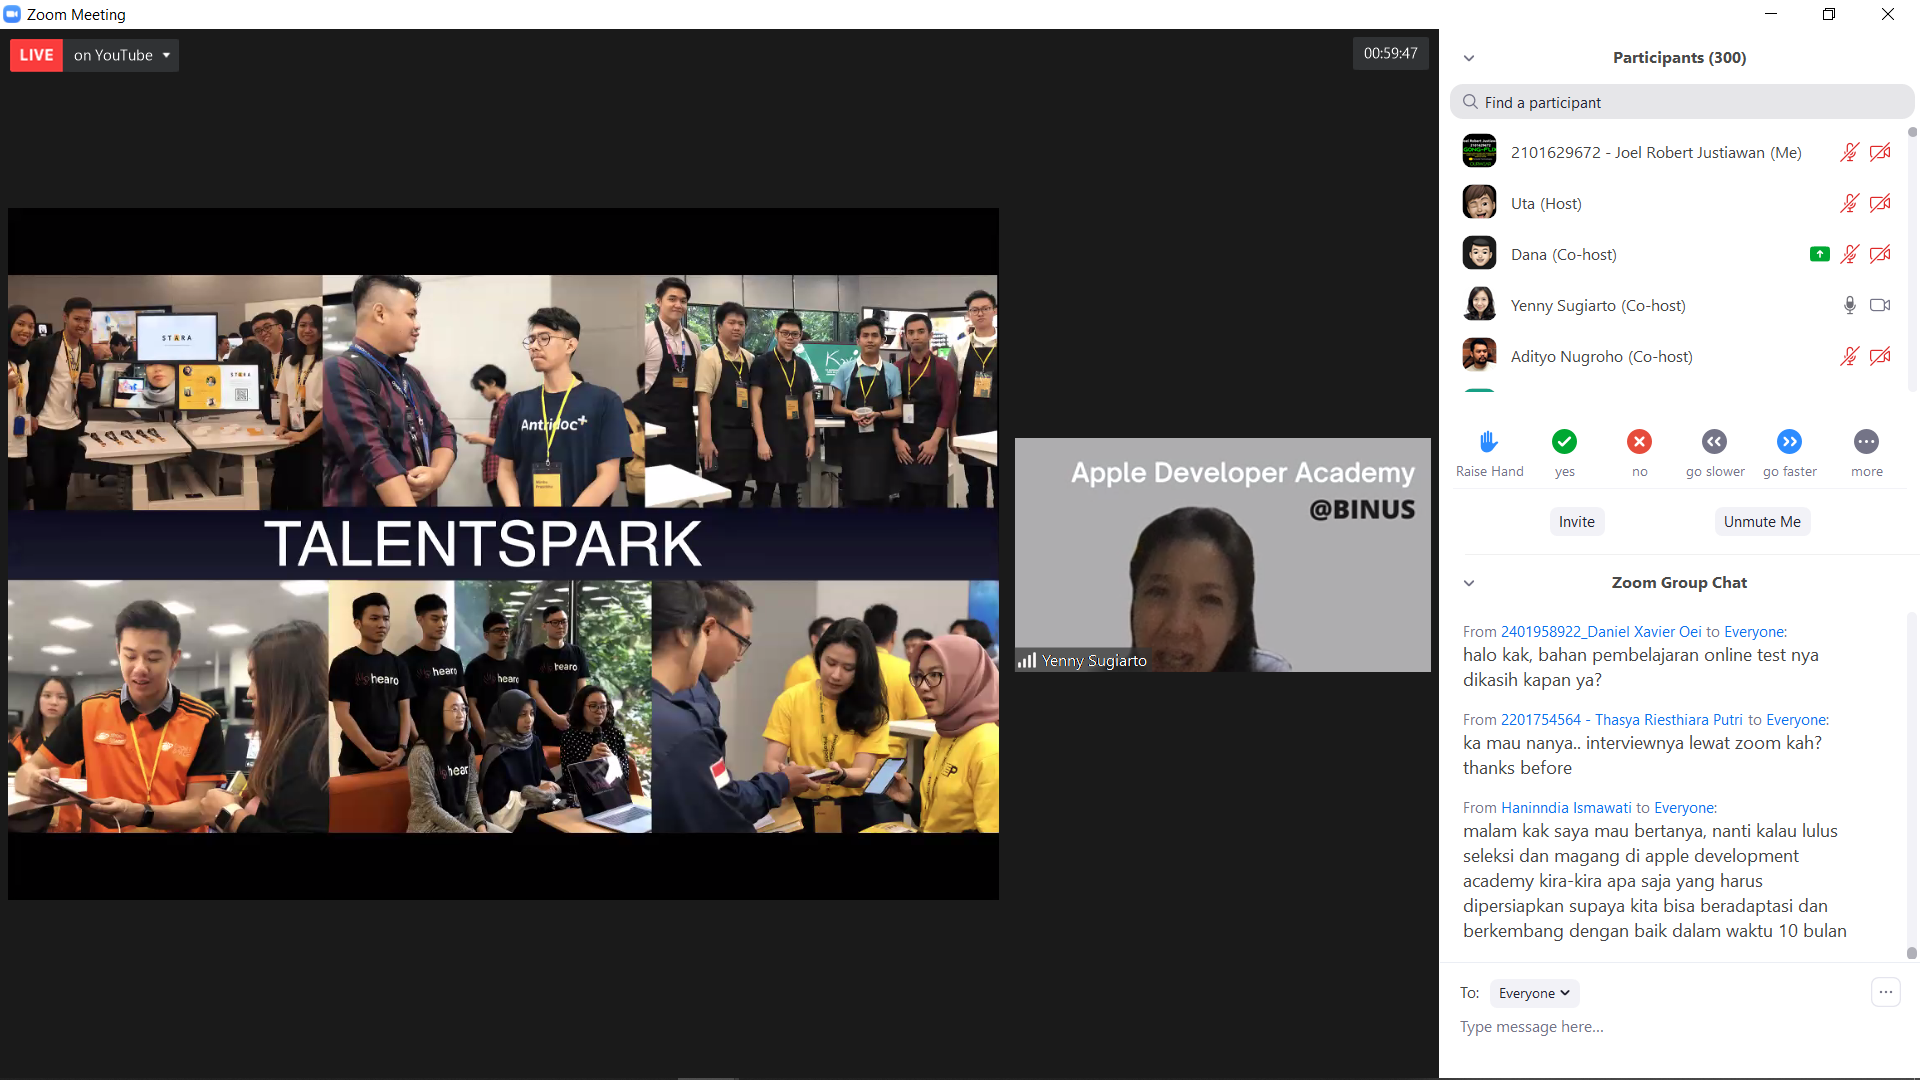 Zoom Meeting
LIVE on YouTube
00:59:47
STARA
Antridoc+
TALENTSPARK
hearo
hearo
hearo
hearo
hearo
Apple Developer Academy
@BINUS
Yenny Sugiarto
Participants (300)
Find a participant
2101629672 - Joel Robert Justiawan (Me)
Uta (Host)
Dana (Co-host)
Yenny Sugiarto (Co-host)
Adityo Nugroho (Co-host)
Raise Hand
yes
no
go slower
go faster
more
Invite
Unmute Me
Zoom Group Chat
From 2401958922_Daniel Xavier Oei to Everyone:
halo kak, bahan pembelajaran online test nya
dikasih kapan ya?
From 2201754564 - Thasya Riesthiara Putri to Everyone:
ka mau nanya.. interviewnya lewat zoom kah?
thanks before
From Haninndia Ismawati to Everyone:
malam kak saya mau bertanya, nanti kalau lulus
seleksi dan magang di apple development
academy kira-kira apa saja yang harus
dipersiapkan supaya kita bisa beradaptasi dan
berkembang dengan baik dalam waktu 10 bulan
To: Everyone
Type message here...